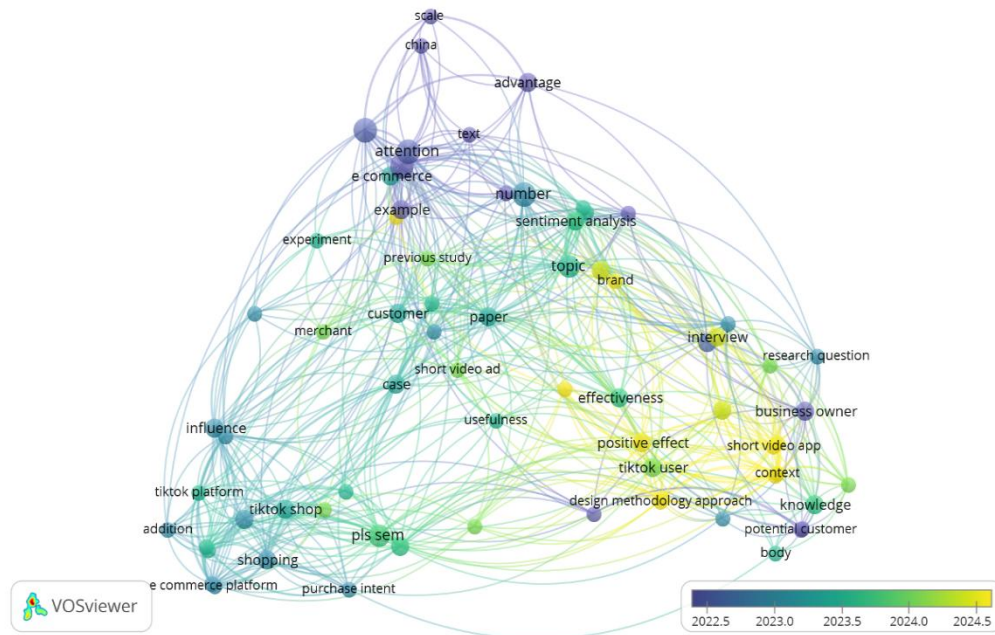 scale
china
advantage
text
attention
e commerce
number
example
sentiment analysis
experiment
previous study
topic
brand
customer
paper
merchant
interview
research question
short video ad
case
effectiveness
business owner
usefulness
influence
positive effect
short video app
tiktok user
context
tiktok platform
design methodology approach
knowledge
tiktok shop
addition
potential customer
pls sem
body
shopping
e commerce platform
purchase intent
VOSviewer
2022.5 2023.0 2023.5 2024.0 2024.5